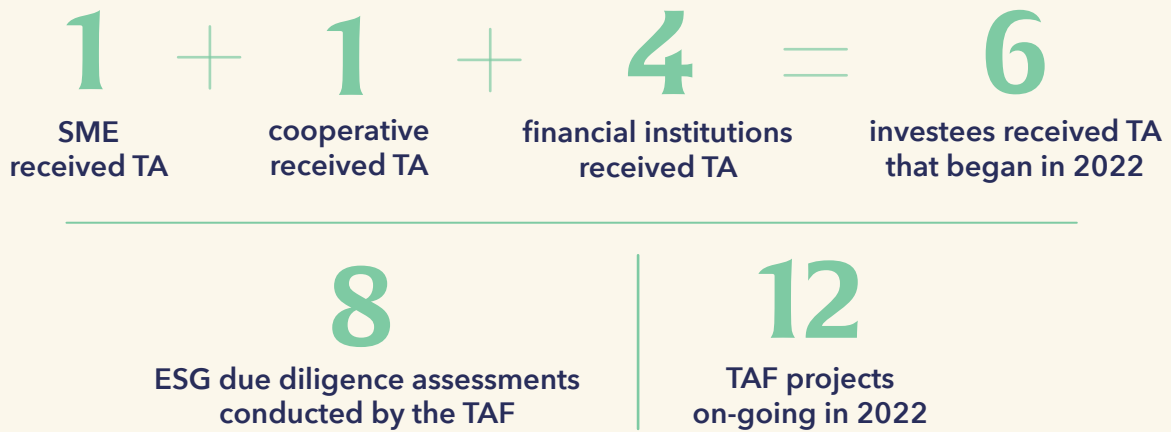 1 + 1 + 4 = 6
SME
received TA
cooperative
received TA
financial institutions
received TA
investees received TA
that began in 2022
8
ESG due diligence assessments
conducted by the TAF
12
TAF projects
on-going in 2022